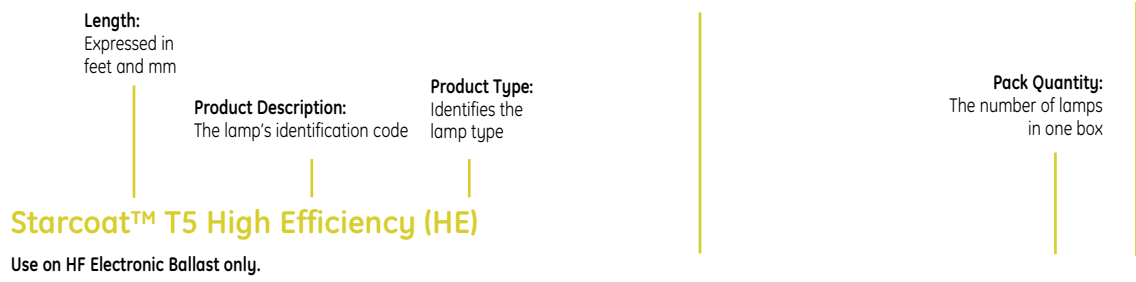 Length:
Expressed in
feet and mm
Product Description:
The lamp's identification code
Product Type:
Identifies the
lamp type
Pack Quantity:
The number of lamps
in one box
Starcoat™ T5 High Efficiency (HE)
Use on HF Electronic Ballast only.